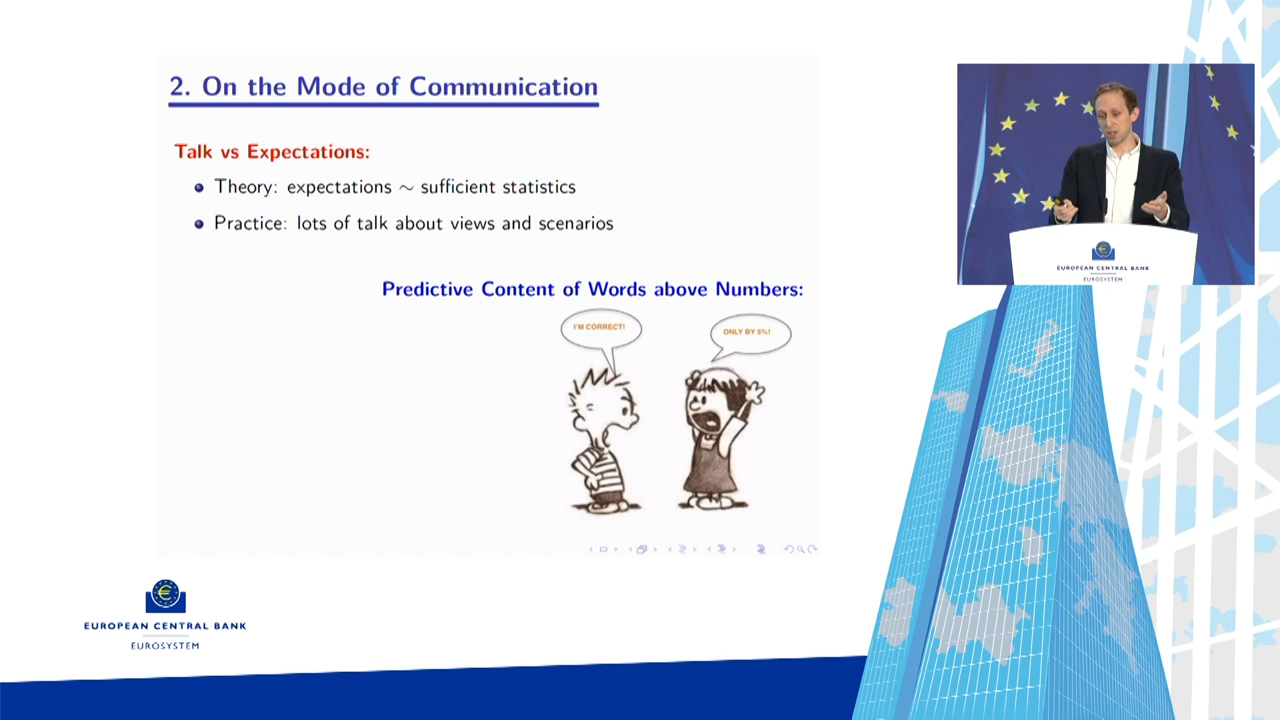 2. On the Mode of Communication
Talk vs Expectations:
Theory: expectations ∼ sufficient statistics
Practice: lots of talk about views and scenarios
Predictive Content of Words above Numbers:
I'M CORRECT!
ONLY BY 5%!
EUROPEAN CENTRAL BANK
EUROSYSTEM
EUROPEAN CENTRAL BANK
EUROSYSTEM